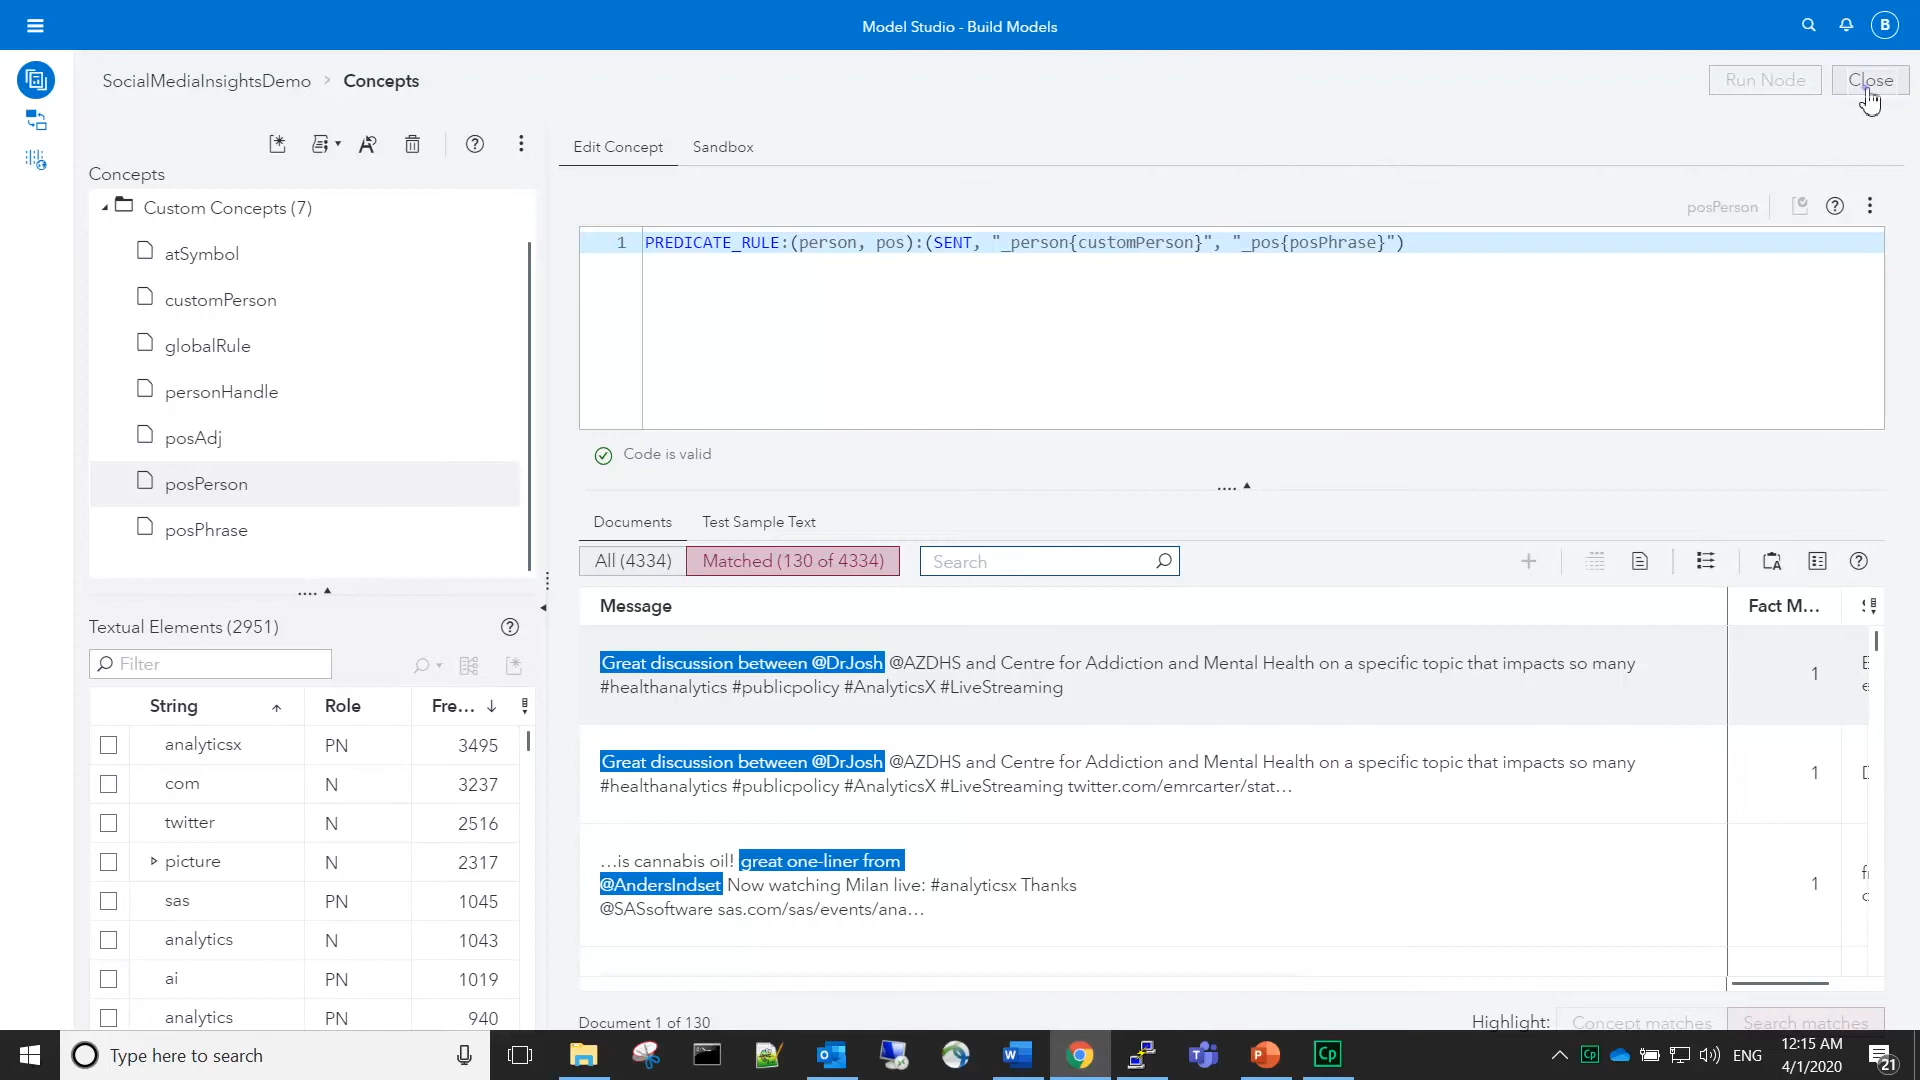 Model Studio - Build Models
B
SocialMediaInsightsDemo > Concepts
Run Node
Close
Concepts
Custom Concepts (7)
atSymbol
customPerson
globalRule
personHandle
posAdj
posPerson
posPhrase
Edit Concept
Sandbox
posPerson
1 PREDICATE_RULE:(person, pos):(SENT, "_person{customPerson}", "_pos{posPhrase}")
Code is valid
Documents
Test Sample Text
All (4334)
Matched (130 of 4334)
Search
Message
Fact M...
Great discussion between @DrJosh @AZDHS and Centre for Addiction and Mental Health on a specific topic that impacts so many
#healthanalytics #publicpolicy #AnalyticsX #LiveStreaming
1
Great discussion between @DrJosh @AZDHS and Centre for Addiction and Mental Health on a specific topic that impacts so many
#healthanalytics #publicpolicy #AnalyticsX #LiveStreaming twitter.com/emrcarter/stat…
1
…is cannabis oil! great one-liner from
@AndersIndset Now watching Milan live: #analyticsx Thanks
@SASsoftware sas.com/sas/events/ana…
1
Document 1 of 130
Highlight:
Concept matches
Search matches
Textual Elements (2951)
Filter
String
Role
Fre...
analyticsx PN 3495
com N 3237
twitter N 2516
picture N 2317
sas PN 1045
analytics N 1043
ai PN 1019
analytics PN 940
Type here to search
ENG
12:15 AM
4/1/2020
21